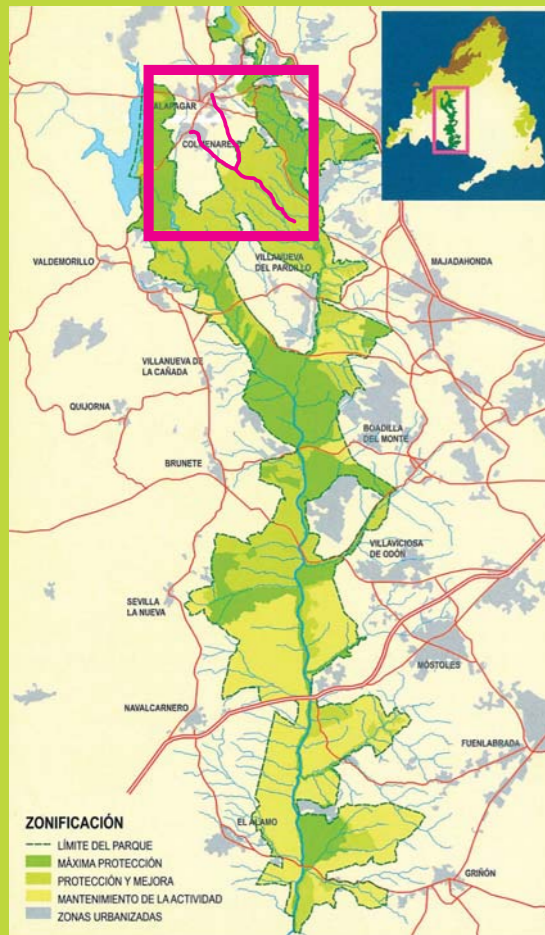 ALAPAGAR
COLMENAREJO
VALDEMORILLO
VILLANUEVA
DEL PARDILLO
MAJADAHONDA
VILLANUEVA DE
LA CAÑADA
QUIJORNA
BOADILLA
DEL MONTE
BRUNETE
VILLAVICIOSA
DE ODÓN
SEVILLA
LA NUEVA
MÓSTOLES
NAVALCARNERO
FUENLABRADA
EL ÁLAMO
GRIÑÓN
ZONIFICACIÓN
LÍMITE DEL PARQUE
MÁXIMA PROTECCIÓN
PROTECCIÓN Y MEJORA
MANTENIMIENTO DE LA ACTIVIDAD
ZONAS URBANIZADAS